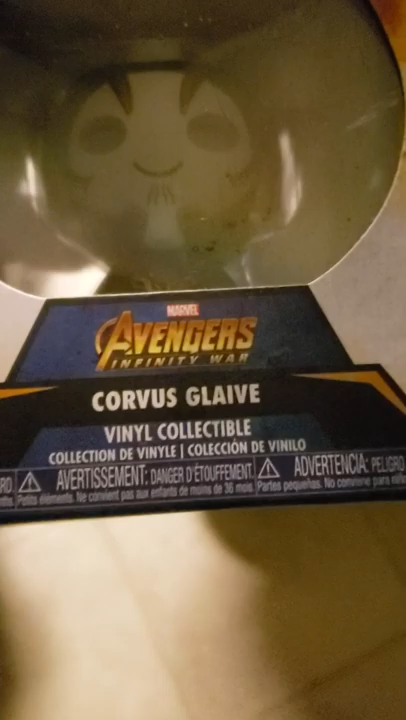 MARVEL
AVENGERS
INFINITY WAR
CORVUS GLAIVE
VINYL COLLECTIBLE
COLLECTION DE VINYLE | COLECCIÓN DE VINILO
AVERTISSEMENT: DANGER D'ÉTOUFFEMENT. ADVERTENCIA: PELIGRO
Petits éléments. Ne convient pas aux enfants de moins de 36 mois. Partes pequeñas. No conviene para